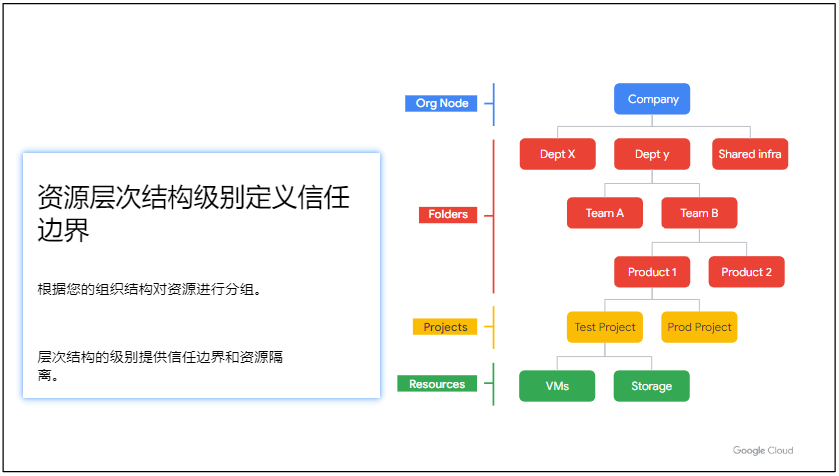 资源层次结构级别定义信任
边界
根据您的组织结构对资源进行分组。
层次结构的级别提供信任边界和资源隔
离。
Org Node
Company
Folders
Dept X
Dept y
Shared infra
Team A
Team B
Product 1
Product 2
Projects
Test Project
Prod Project
Resources
VMs
Storage
Google Cloud